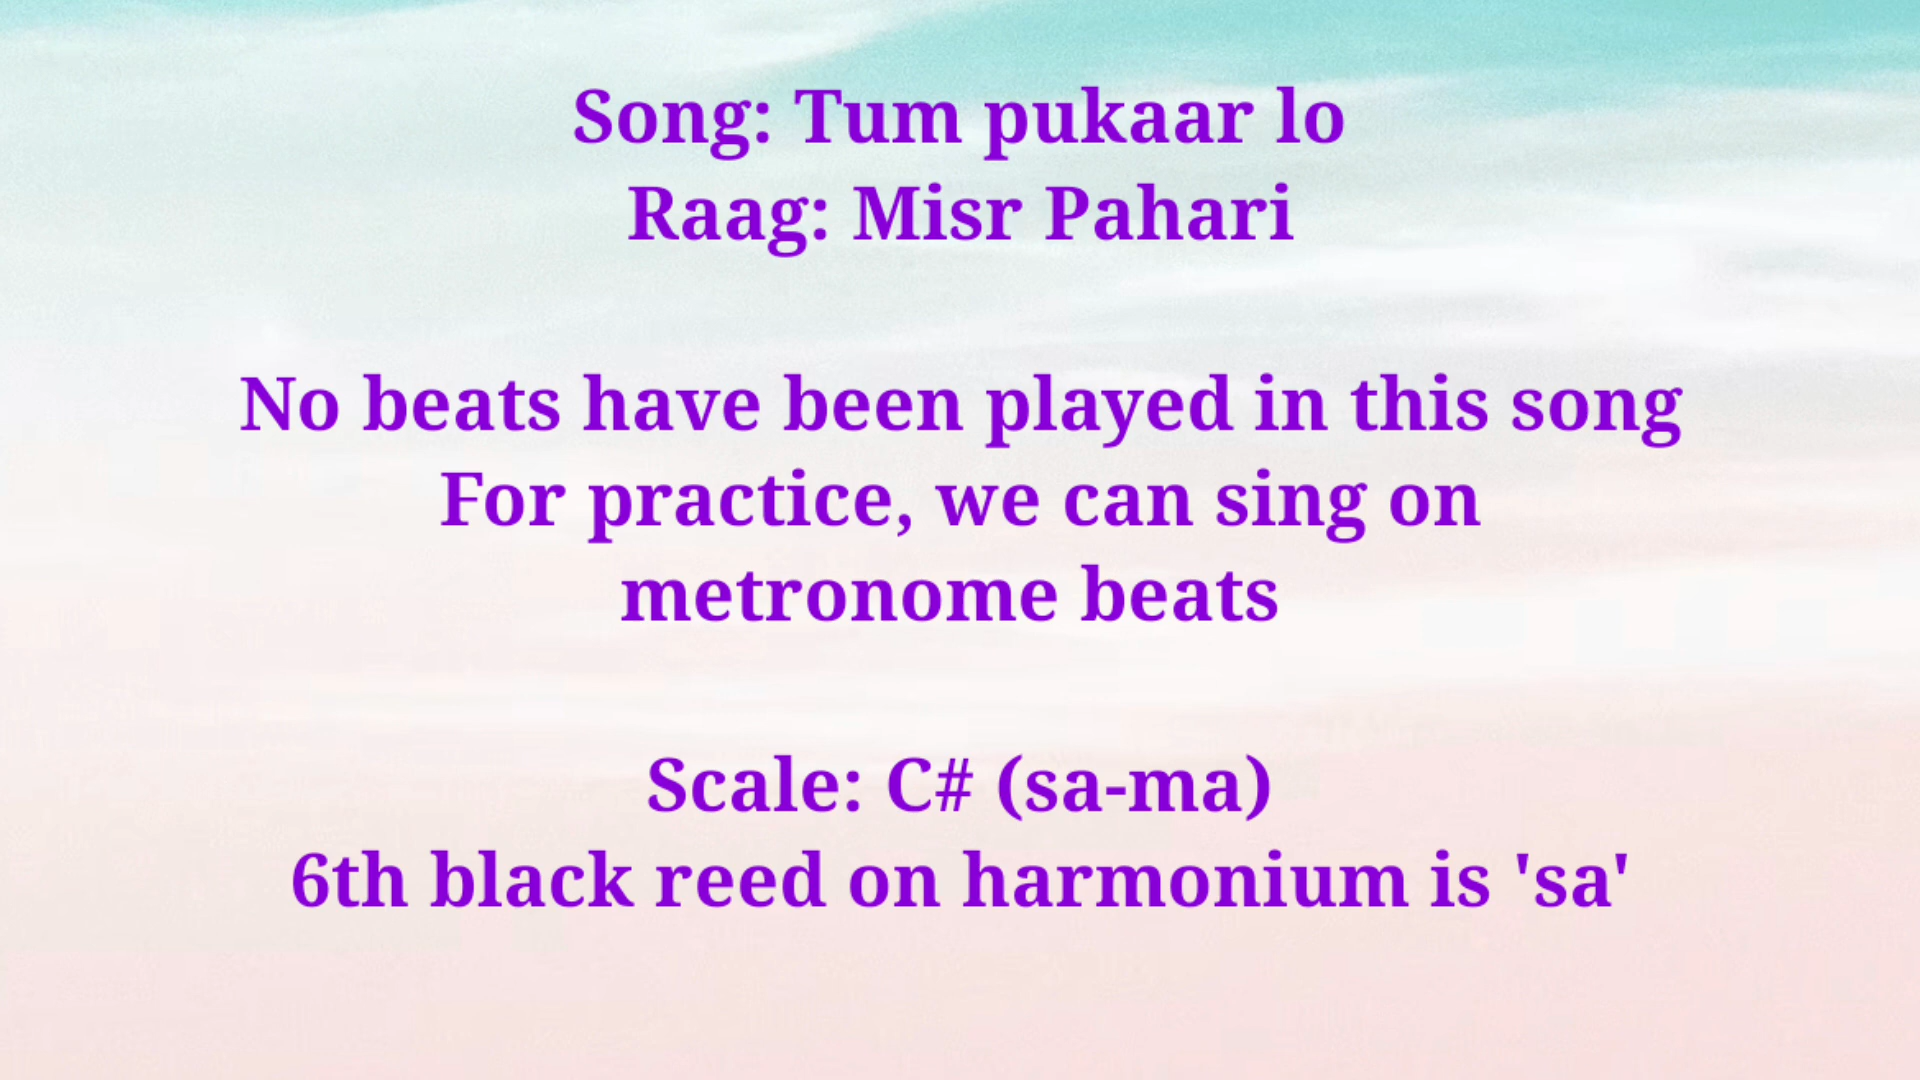 Song: Tum pukaar lo
Raag: Misr Pahari
No beats have been played in this song
For practice, we can sing on
metronome beats
Scale: C# (sa-ma)
6th black reed on harmonium is 'sa'